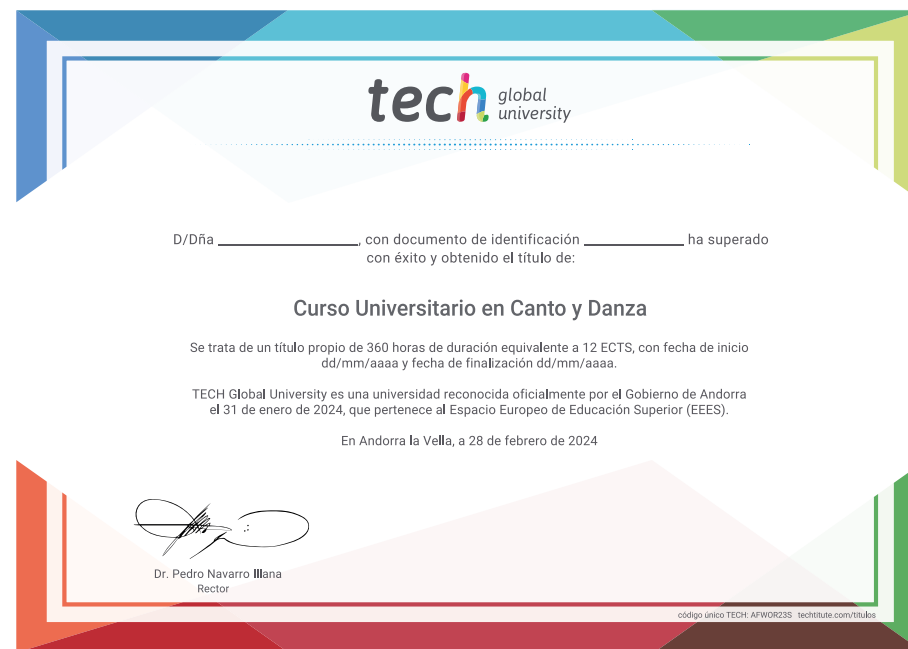 tech global university
D/Dña ________________, con documento de identificación ____________ ha superado
con éxito y obtenido el título de:
Curso Universitario en Canto y Danza
Se trata de un título propio de 360 horas de duración equivalente a 12 ECTS, con fecha de inicio
dd/mm/aaaa y fecha de finalización dd/mm/aaaa.
TECH Global University es una universidad reconocida oficialmente por el Gobierno de Andorra
el 31 de enero de 2024, que pertenece al Espacio Europeo de Educación Superior (EEES).
En Andorra la Vella, a 28 de febrero de 2024
Dr. Pedro Navarro Illana
Rector
código único TECH: AFWOR23S techtitute.com/titulos